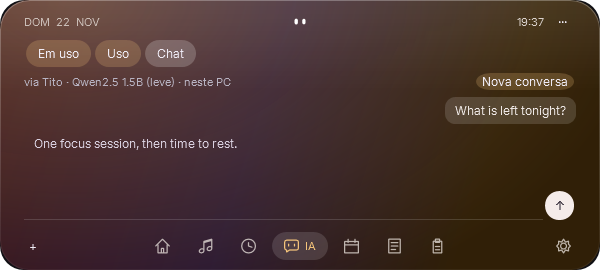 DOM 22 NOV
19:37
Em uso Uso Chat
via Tito · Qwen2.5 1.5B (leve) · neste PC
Nova conversa
What is left tonight?
One focus session, then time to rest.
IA